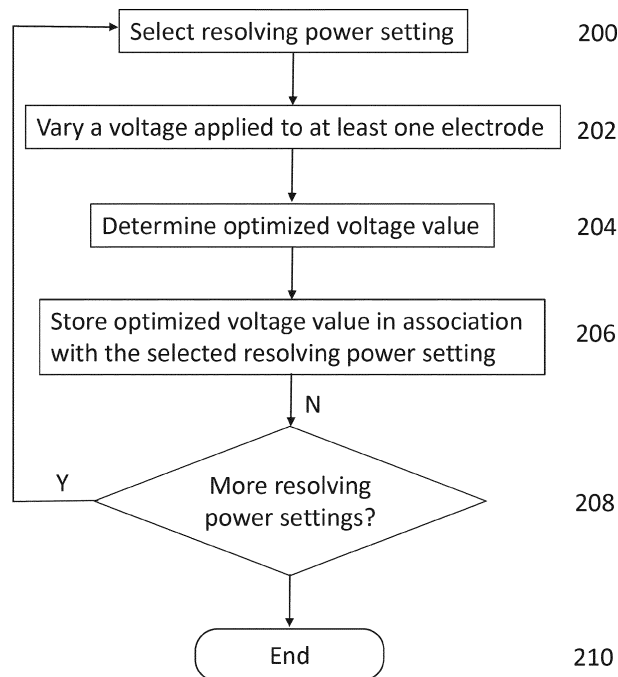 Select resolving power setting
200
Vary a voltage applied to at least one electrode
202
Determine optimized voltage value
204
Store optimized voltage value in association
with the selected resolving power setting
206
N
Y
More resolving
power settings?
208
End
210